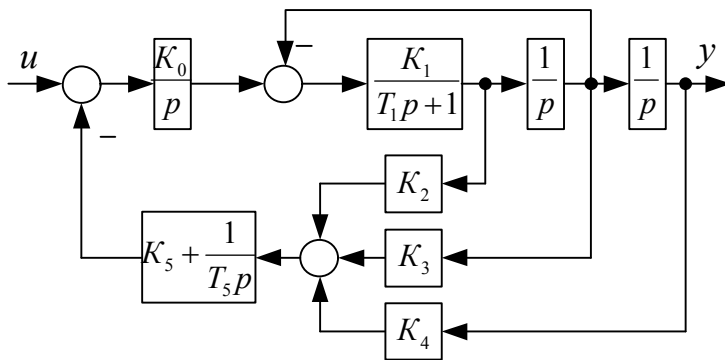 u
−
K₀
p
−
K₁
T₁p + 1
1
p
1
p
y
K₂
K₃
K₄
K₅ +
1
T₅p